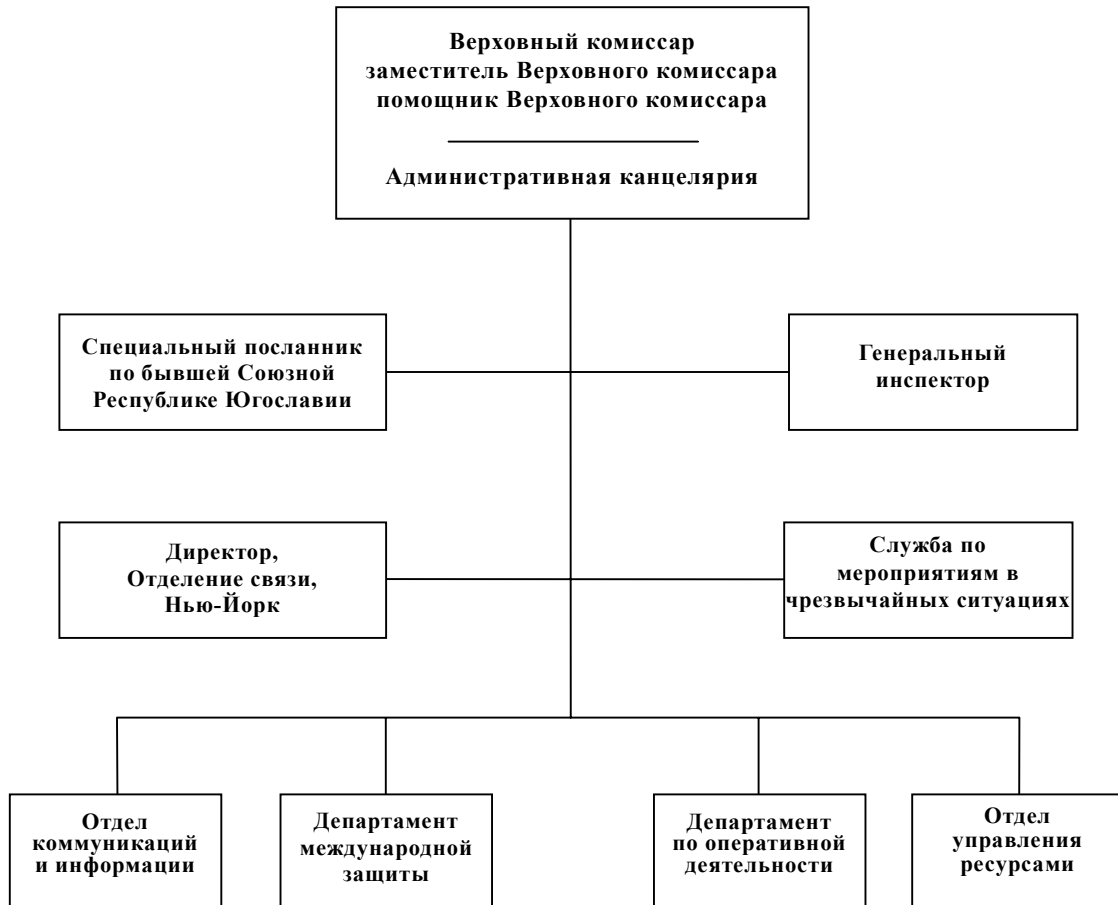 Верховный комиссар
заместитель Верховного комиссара
помощник Верховного комиссара
Административная канцелярия
Специальный посланник
по бывшей Союзной
Республике Югославии
Генеральный
инспектор
Директор,
Отделение связи,
Нью-Йорк
Служба по
мероприятиям в
чрезвычайных ситуациях
Отдел
коммуникаций
и информации
Департамент
международной
защиты
Департамент
по оперативной
деятельности
Отдел
управления
ресурсами